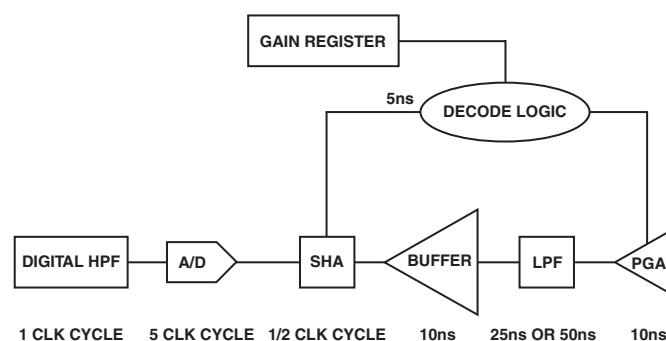 GAIN REGISTER
5ns
DECODE LOGIC
DIGITAL HPF
A/D
SHA
BUFFER
LPF
PGA
1 CLK CYCLE
5 CLK CYCLE
1/2 CLK CYCLE
10ns
25ns OR 50ns
10ns